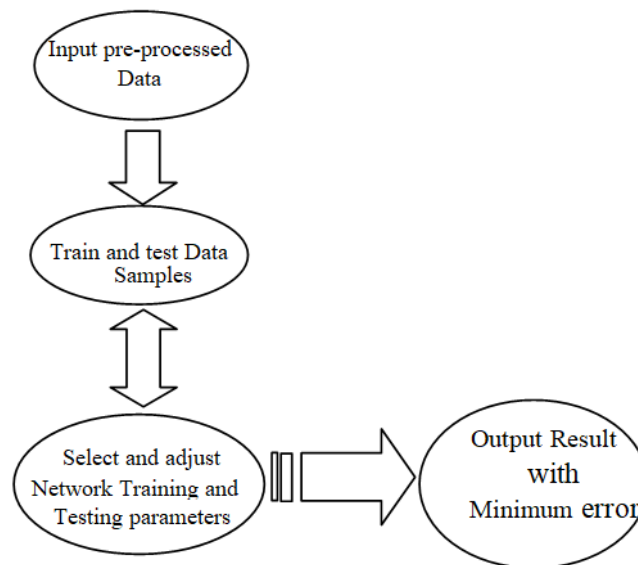 Input pre-processed
Data
Train and test Data
Samples
Select and adjust
Network Training and
Testing parameters
Output Result
with
Minimum error